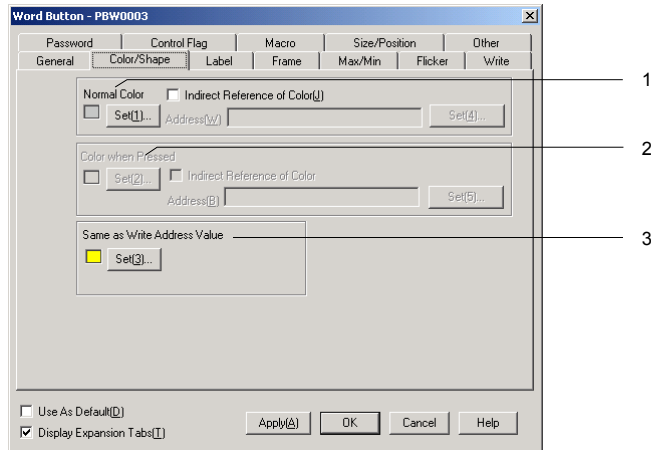 Word Button - PBW0003
Password Control Flag Macro Size/Position Other
General Color/Shape Label Frame Max/Min Flicker Write
1
Normal Color Indirect Reference of Color(J)
Set(1)... Address(W) Set(4)...
2
Color when Pressed
Set(2)... Indirect Reference of Color
Address(B) Set(5)...
Same as Write Address Value
3
Set(3)...
Use As Default(D)
Display Expansion Tabs(T)
Apply(A) OK Cancel Help